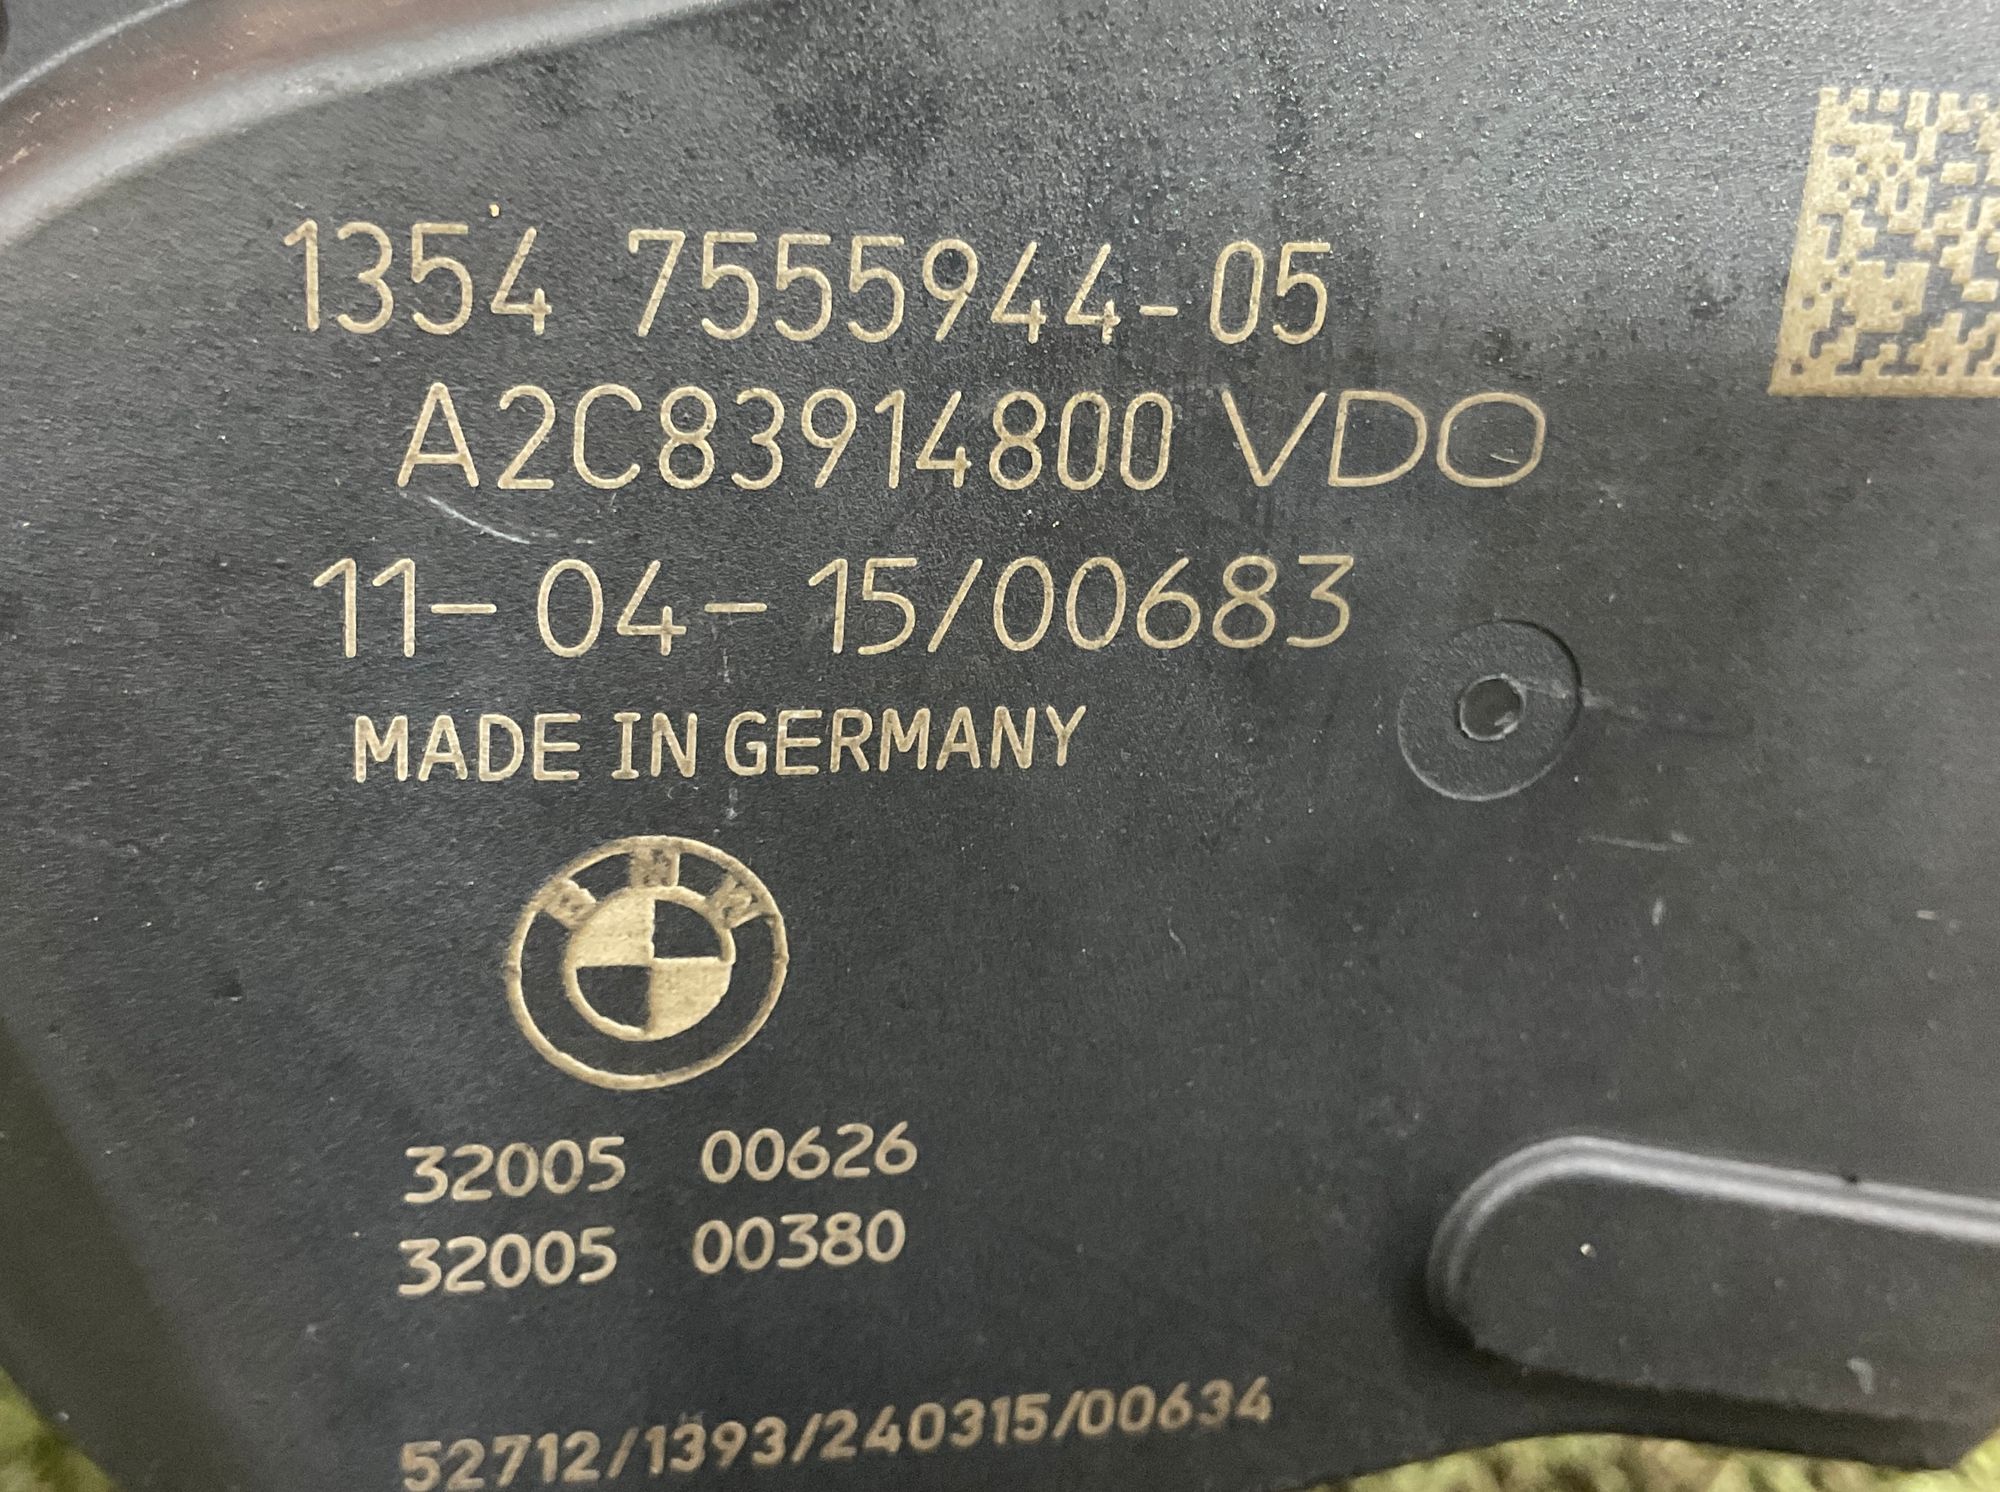 1354 7555944-05
A2C83914800 VDO
11-04-15/00683
MADE IN GERMANY
BMW
32005 00626
32005 00380
52712/1393/240315/00634